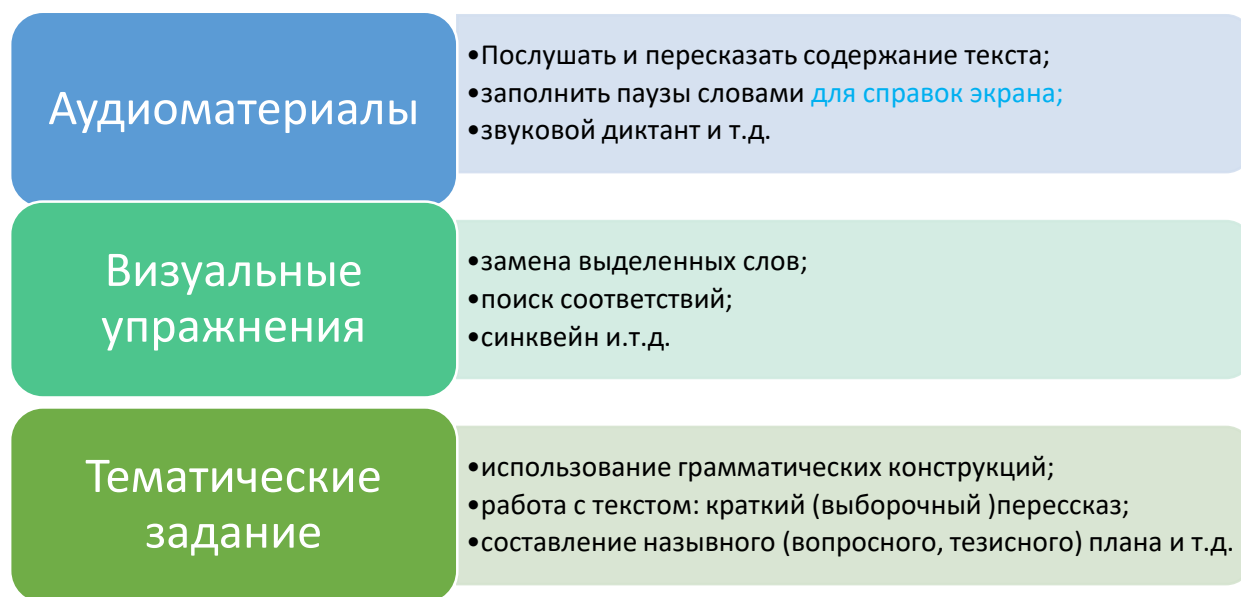 Аудиоматериалы
•Послушать и пересказать содержание текста;
•заполнить паузы словами для справок экрана;
•звуковой диктант и т.д.
Визуальные
упражнения
•замена выделенных слов;
•поиск соответствий;
•синквейн и.т.д.
Тематические
задание
•использование грамматических конструкций;
•работа с текстом: краткий (выборочный )перессказ;
•составление назывного (вопросного, тезисного) плана и т.д.